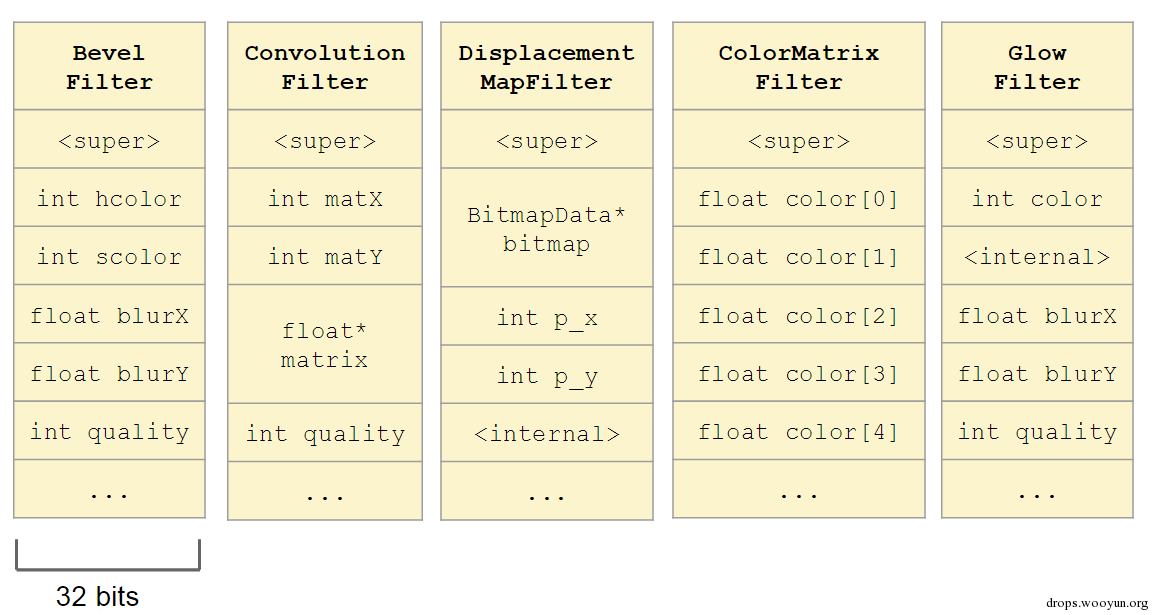 Bevel
Filter
<super>
int hcolor
int scolor
float blurX
float blurY
int quality
...
Convolution
Filter
<super>
int matX
int matY
float*
matrix
int quality
...
Displacement
MapFilter
<super>
BitmapData*
bitmap
int p_x
int p_y
<internal>
...
ColorMatrix
Filter
<super>
float color[0]
float color[1]
float color[2]
float color[3]
float color[4]
...
Glow
Filter
<super>
int color
<internal>
float blurX
float blurY
int quality
...
32 bits
drops.wooyun.org